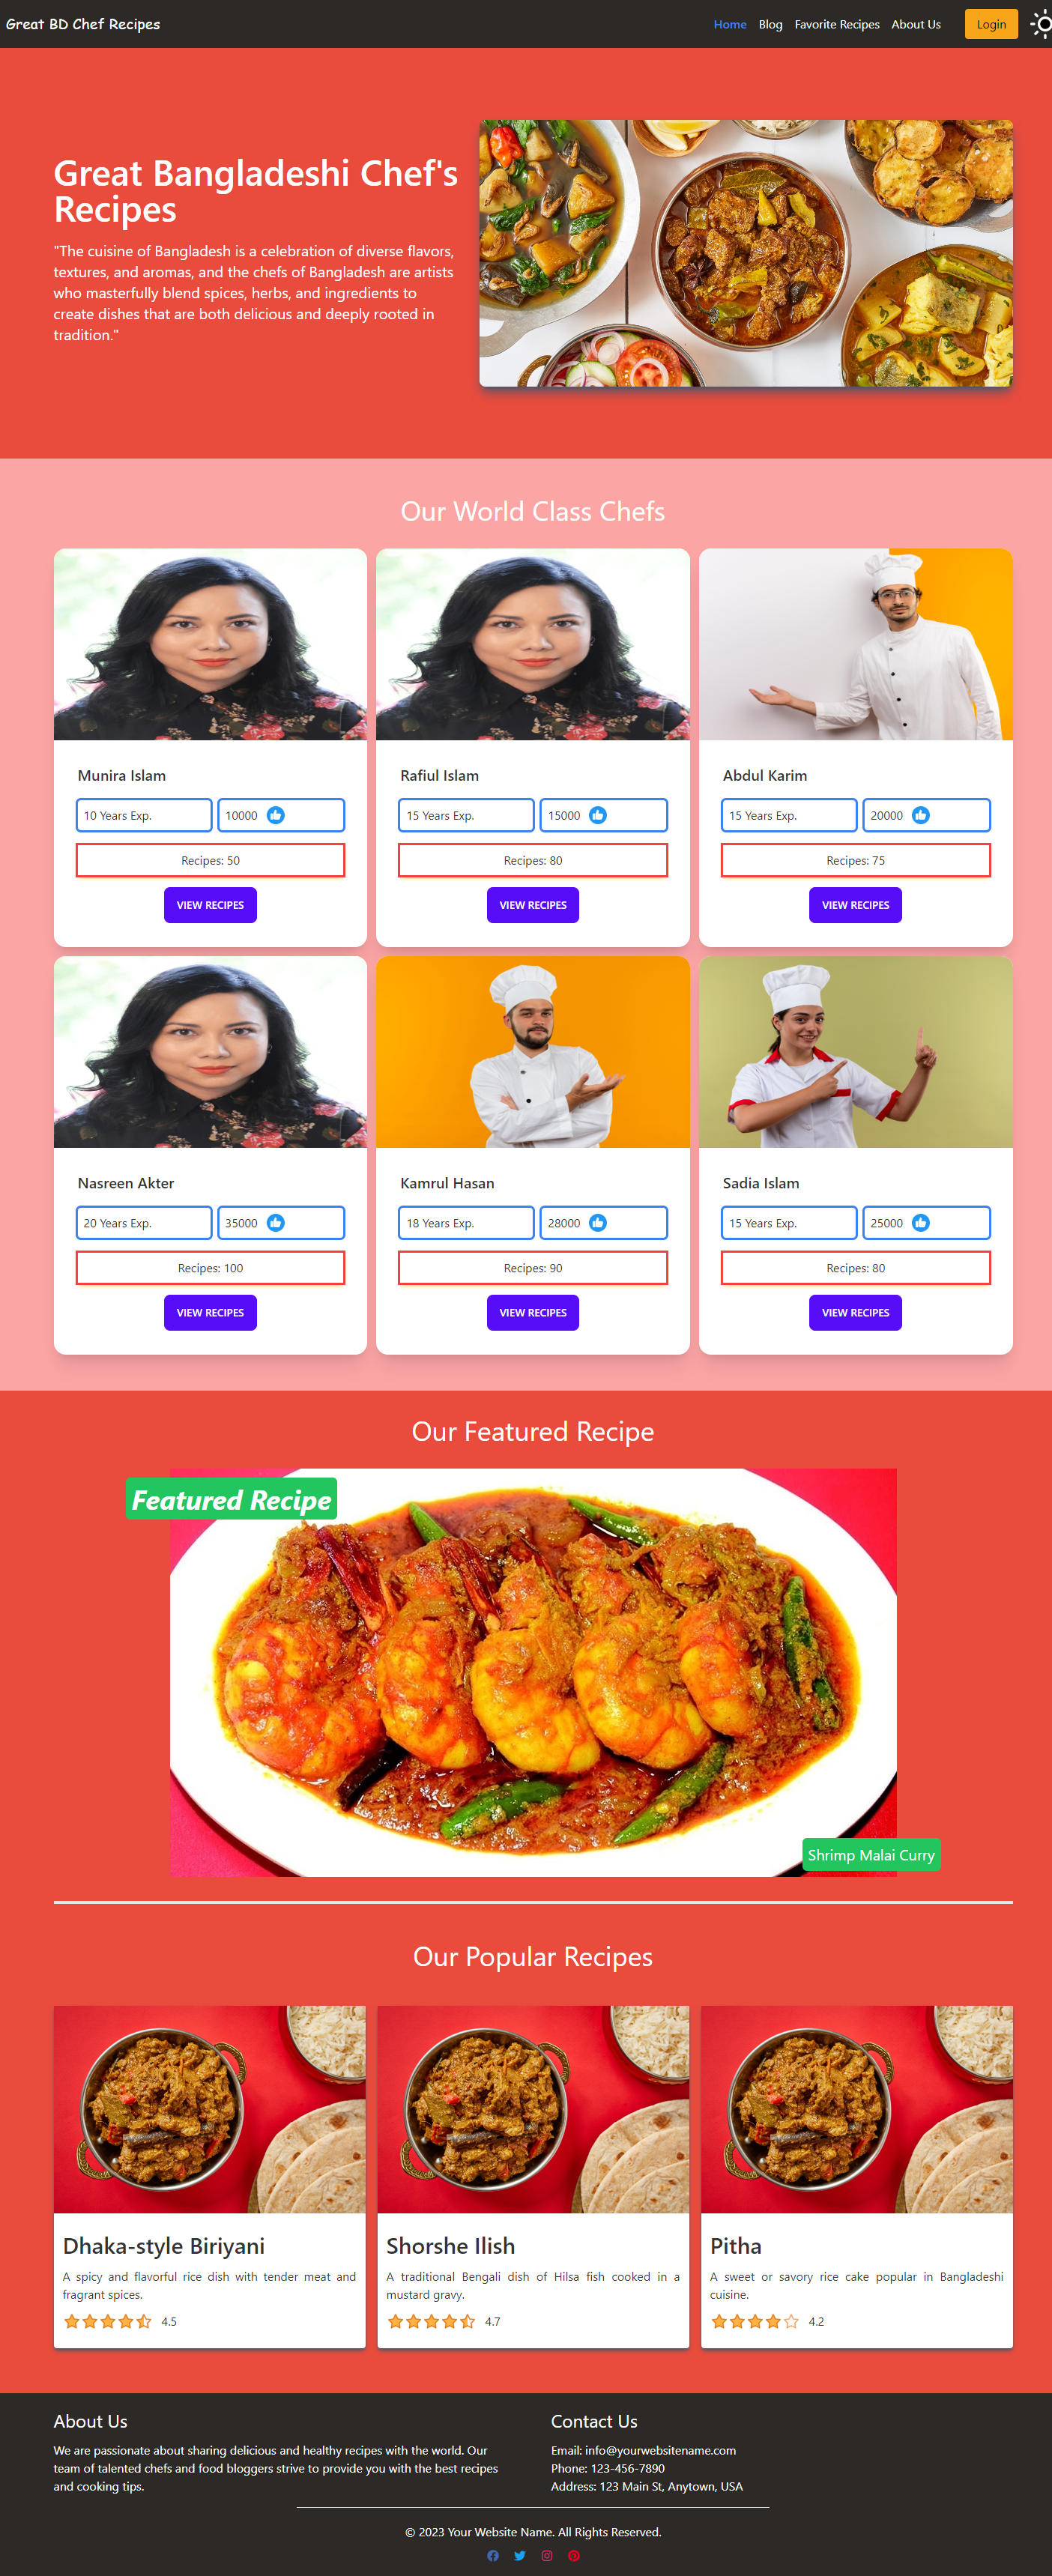 Great BD Chef Recipes
Home Blog Favorite Recipes About Us Login
Great Bangladeshi Chef's
Recipes
"The cuisine of Bangladesh is a celebration of diverse flavors,
textures, and aromas, and the chefs of Bangladesh are artists
who masterfully blend spices, herbs, and ingredients to
create dishes that are both delicious and deeply rooted in
tradition."
Our World Class Chefs
Munira Islam
10 Years Exp. 10000
Recipes: 50
VIEW RECIPES
Rafiul Islam
15 Years Exp. 15000
Recipes: 80
VIEW RECIPES
Abdul Karim
15 Years Exp. 20000
Recipes: 75
VIEW RECIPES
Nasreen Akter
20 Years Exp. 35000
Recipes: 100
VIEW RECIPES
Kamrul Hasan
18 Years Exp. 28000
Recipes: 90
VIEW RECIPES
Sadia Islam
15 Years Exp. 25000
Recipes: 80
VIEW RECIPES
Our Featured Recipe
Featured Recipe
Shrimp Malai Curry
Our Popular Recipes
Dhaka-style Biriyani
A spicy and flavorful rice dish with tender meat and
fragrant spices.
4.5
Shorshe Ilish
A traditional Bengali dish of Hilsa fish cooked in a
mustard gravy.
4.7
Pitha
A sweet or savory rice cake popular in Bangladeshi
cuisine.
4.2
About Us
We are passionate about sharing delicious and healthy recipes with the world. Our
team of talented chefs and food bloggers strive to provide you with the best recipes
and cooking tips.
Contact Us
Email: info@yourwebsitename.com
Phone: 123-456-7890
Address: 123 Main St, Anytown, USA
© 2023 Your Website Name. All Rights Reserved.